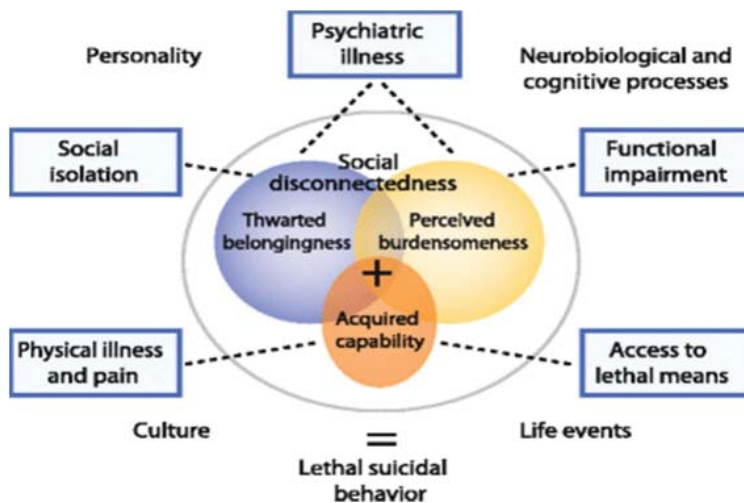 Personality
Psychiatric
illness
Neurobiological and
cognitive processes
Social
isolation
Social
disconnectedness
Functional
impairment
Thwarted
belongingness
Perceived
burdensomeness
+
Acquired
capability
Physical illness
and pain
Access to
lethal means
Culture
=
Life events
Lethal suicidal
behavior